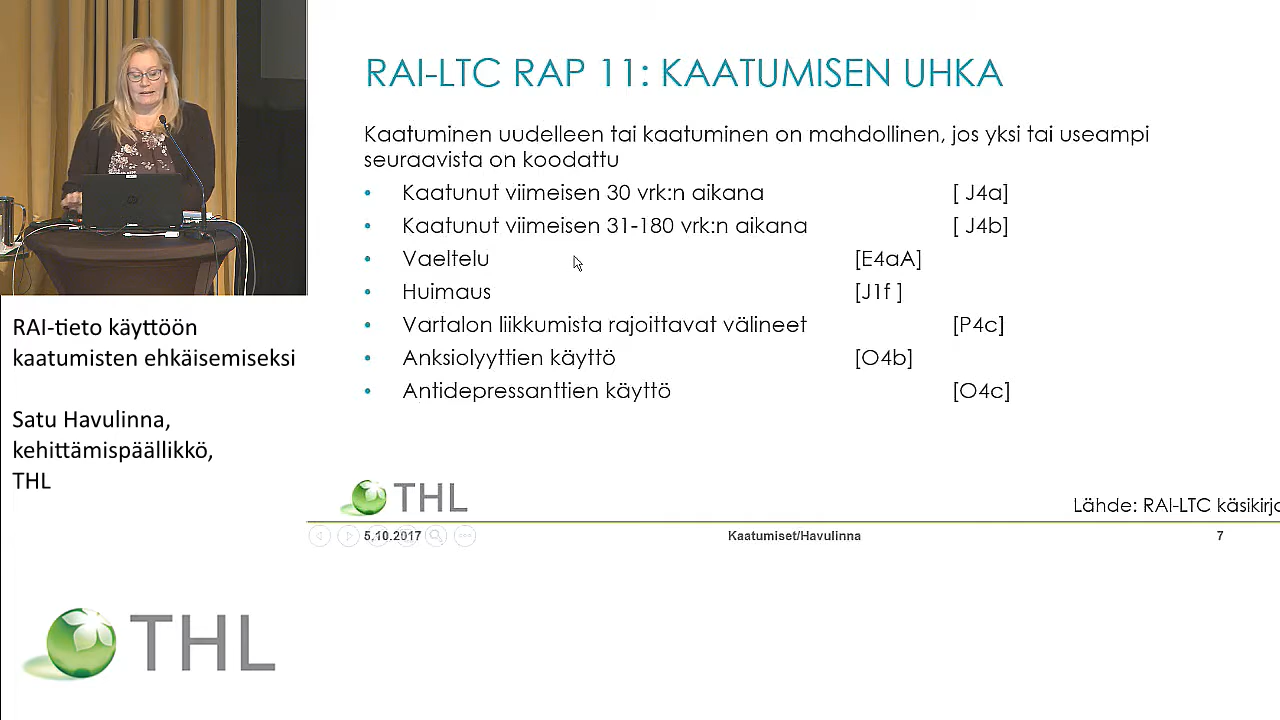 RAI-LTC RAP 11: KAATUMISEN UHKA
Kaatuminen uudelleen tai kaatuminen on mahdollinen, jos yksi tai useampi
seuraavista on koodattu
• Kaatunut viimeisen 30 vrk:n aikana [ J4a]
• Kaatunut viimeisen 31-180 vrk:n aikana [ J4b]
• Vaeltelu [E4aA]
• Huimaus [J1f ]
• Vartalon liikkumista rajoittavat välineet [P4c]
• Anksiolyyttien käyttö [O4b]
• Antidepressanttien käyttö [O4c]
THL
Lähde: RAI-LTC käsikirja
5.10.2017 Kaatumiset/Havulinna 7
RAI-tieto käyttöön
kaatumisten ehkäisemiseksi
Satu Havulinna,
kehittämispäällikkö,
THL
THL